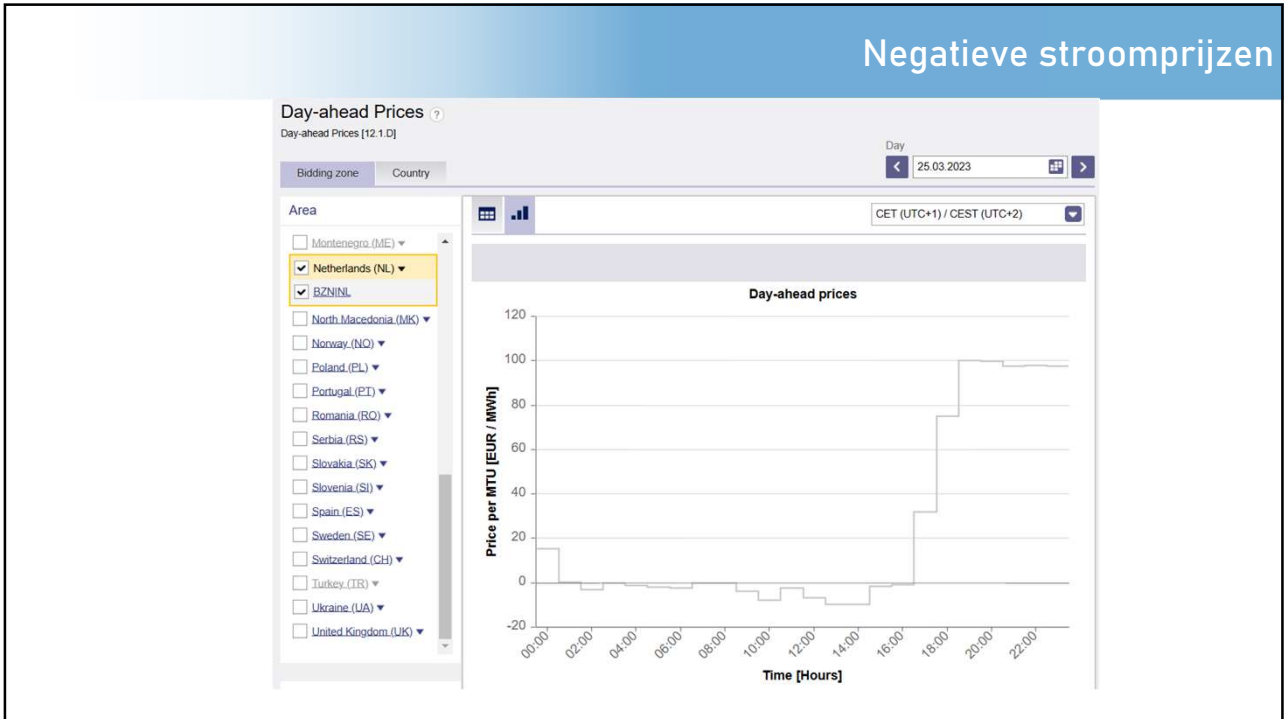 Negatieve stroomprijzen
Day-ahead Prices ?
Day-ahead Prices [12.1.D]
Day
25.03.2023
Bidding zone Country
Area
CET (UTC+1) / CEST (UTC+2)
Montenegro (ME)
Netherlands (NL)
BZN|NL
North Macedonia (MK)
Norway (NO)
Poland (PL)
Portugal (PT)
Romania (RO)
Serbia (RS)
Slovakia (SK)
Slovenia (SI)
Spain (ES)
Sweden (SE)
Switzerland (CH)
Turkey (TR)
Ukraine (UA)
United Kingdom (UK)
Day-ahead prices
120
100
80
60
40
20
0
-20
Price per MTU [EUR / MWh]
00:00 02:00 04:00 06:00 08:00 10:00 12:00 14:00 16:00 18:00 20:00 22:00
Time [Hours]